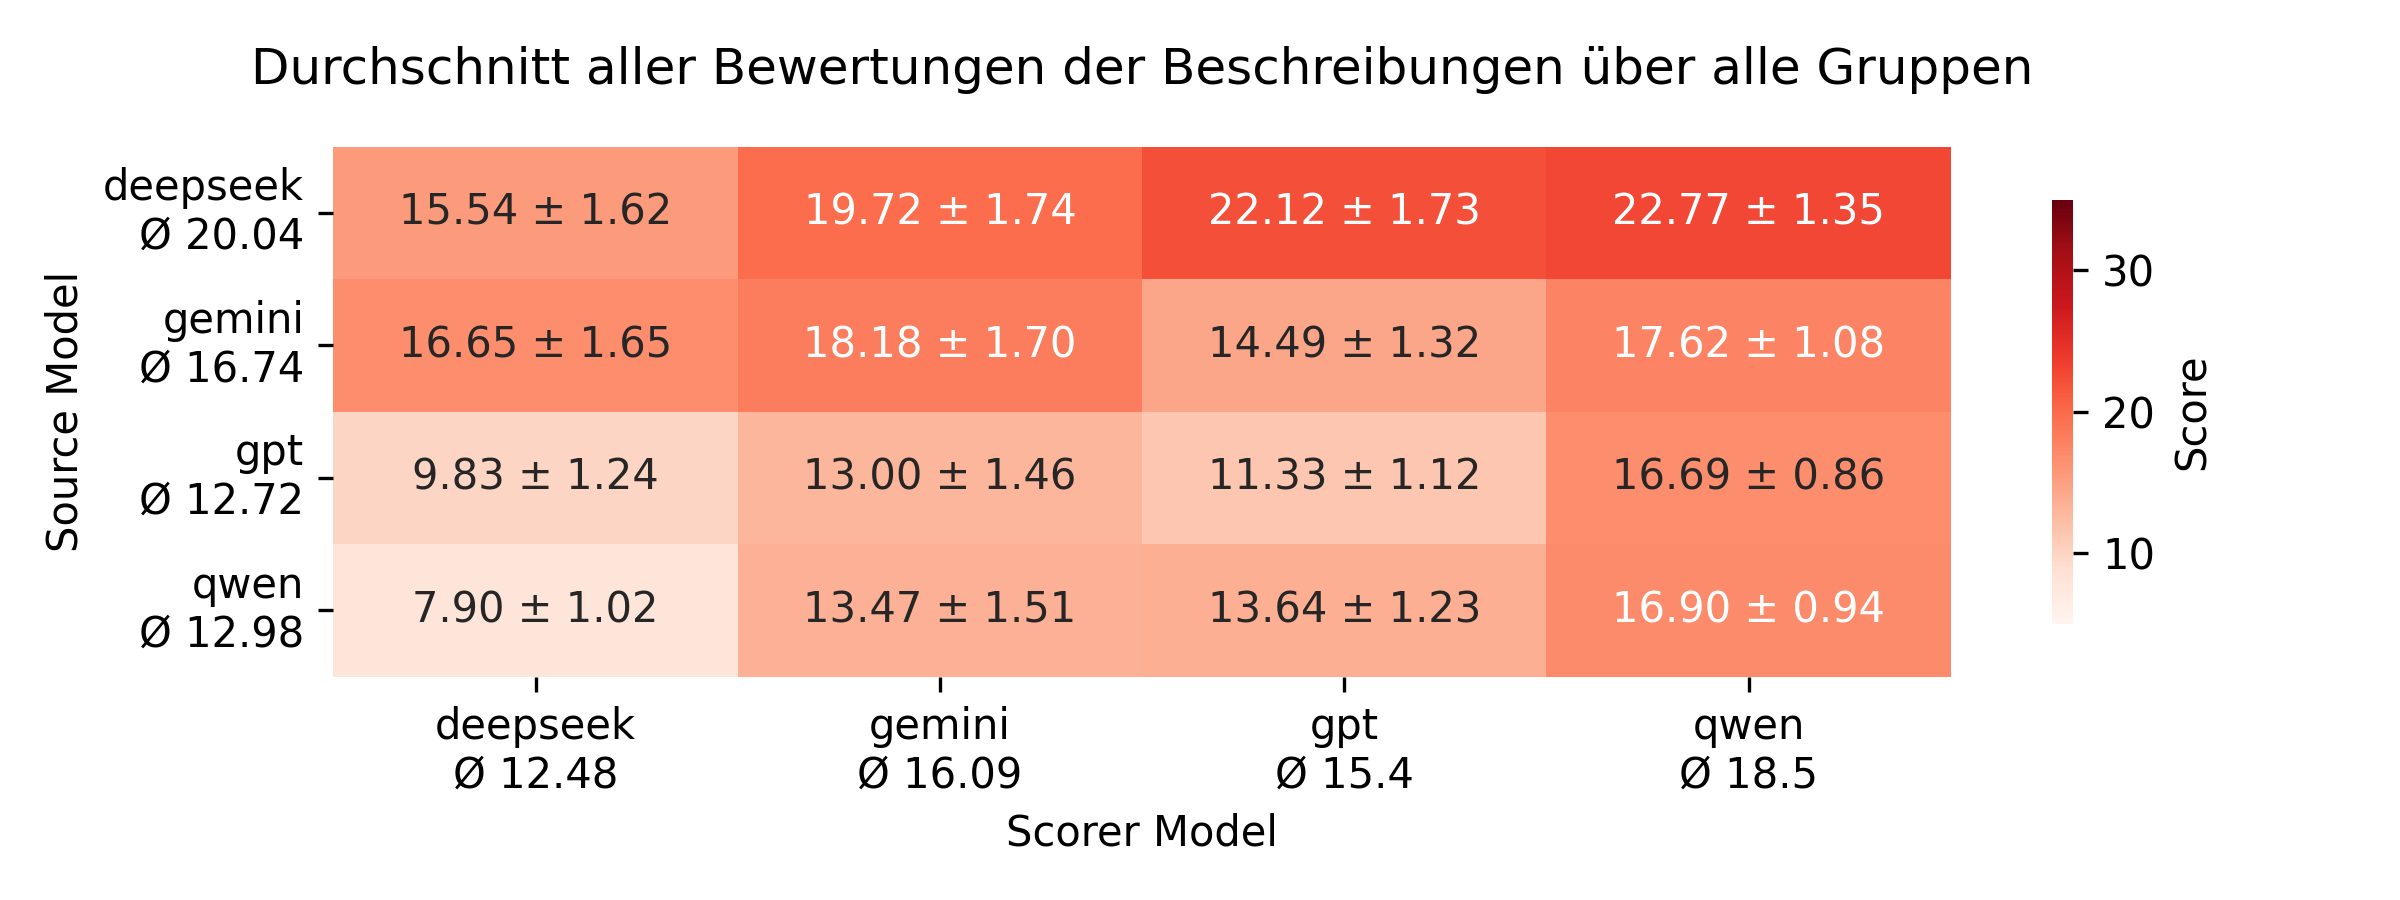 Durchschnitt aller Bewertungen der Beschreibungen über alle Gruppen
Source Model
deepseek
Ø 20.04
15.54 ± 1.62 19.72 ± 1.74 22.12 ± 1.73 22.77 ± 1.35
gemini
Ø 16.74
16.65 ± 1.65 18.18 ± 1.70 14.49 ± 1.32 17.62 ± 1.08
gpt
Ø 12.72
9.83 ± 1.24 13.00 ± 1.46 11.33 ± 1.12 16.69 ± 0.86
qwen
Ø 12.98
7.90 ± 1.02 13.47 ± 1.51 13.64 ± 1.23 16.90 ± 0.94
deepseek gemini gpt qwen
Ø 12.48 Ø 16.09 Ø 15.4 Ø 18.5
Scorer Model
30
20
10
Score